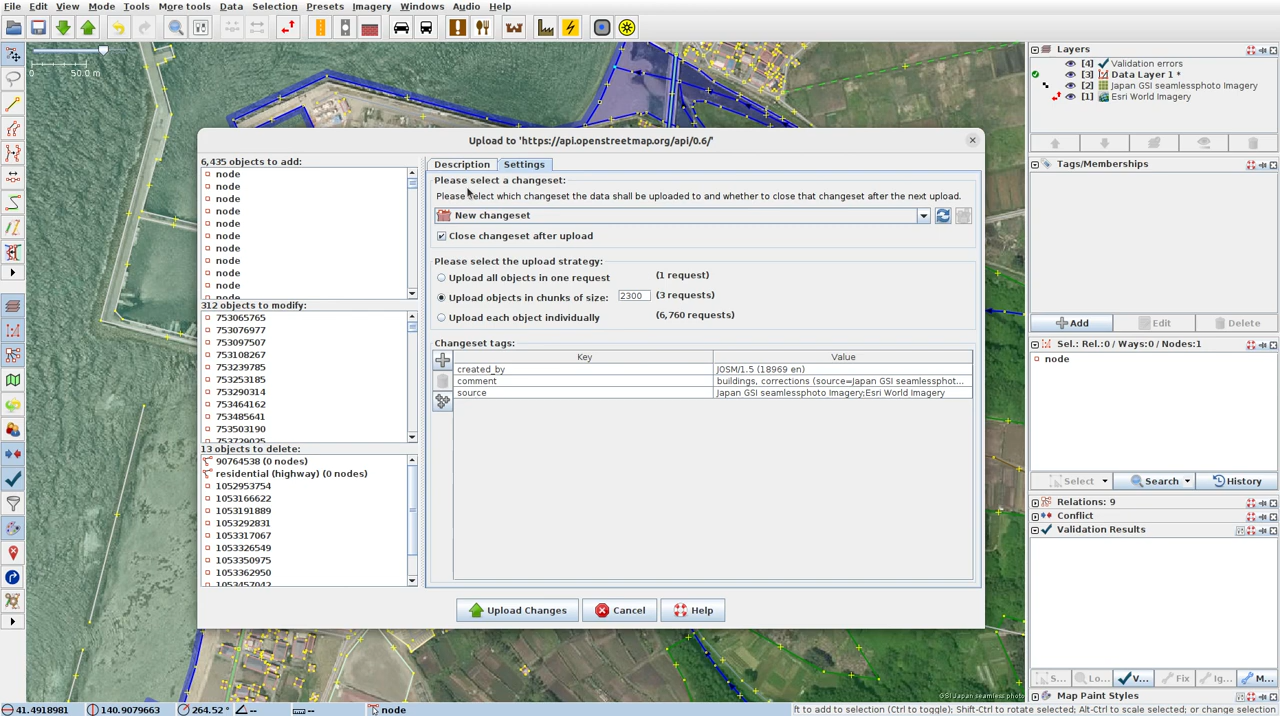 File Edit View Mode Tools More tools Data Selection Presets Imagery Windows Audio Help
0 50.0 m
Layers
[4] Validation errors
[3] Data Layer 1 *
[2] Japan GSI seamlessphoto Imagery
[1] Esri World Imagery
Tags/Memberships
Add Edit Delete
Sel.: Rel.:0 / Ways:0 / Nodes:1
node
Select Search History
Relations: 9
Conflict
Validation Results
S... Lo... V... Fix Ig... M...
Map Paint Styles
Upload to 'https://api.openstreetmap.org/api/0.6/'
6,435 objects to add:
node
node
node
node
node
node
node
node
node
node
node
312 objects to modify:
753065765
753076977
753097507
753108267
753239785
753253185
753290314
753464162
753485641
753503190
753729025
13 objects to delete:
90764538 (0 nodes)
residential (highway) (0 nodes)
1052953754
1053166622
1053191889
1053292831
1053317067
1053326549
1053350975
1053362950
1053457042
Description Settings
Please select a changeset:
Please select which changeset the data shall be uploaded to and whether to close that changeset after the next upload.
New changeset
Close changeset after upload
Please select the upload strategy:
Upload all objects in one request (1 request)
Upload objects in chunks of size: 2300 (3 requests)
Upload each object individually (6,760 requests)
Changeset tags:
Key Value
created_by JOSM/1.5 (18969 en)
comment buildings, corrections (source=Japan GSI seamlessphot...
source Japan GSI seamlessphoto Imagery;Esri World Imagery
Upload Changes Cancel Help
GSI Japan seamless photo
41.4918981 140.9079663 264.52 ° -- -- node
ft to add to selection (Ctrl to toggle); Shift-Ctrl to rotate selected; Alt-Ctrl to scale selected; or change selection